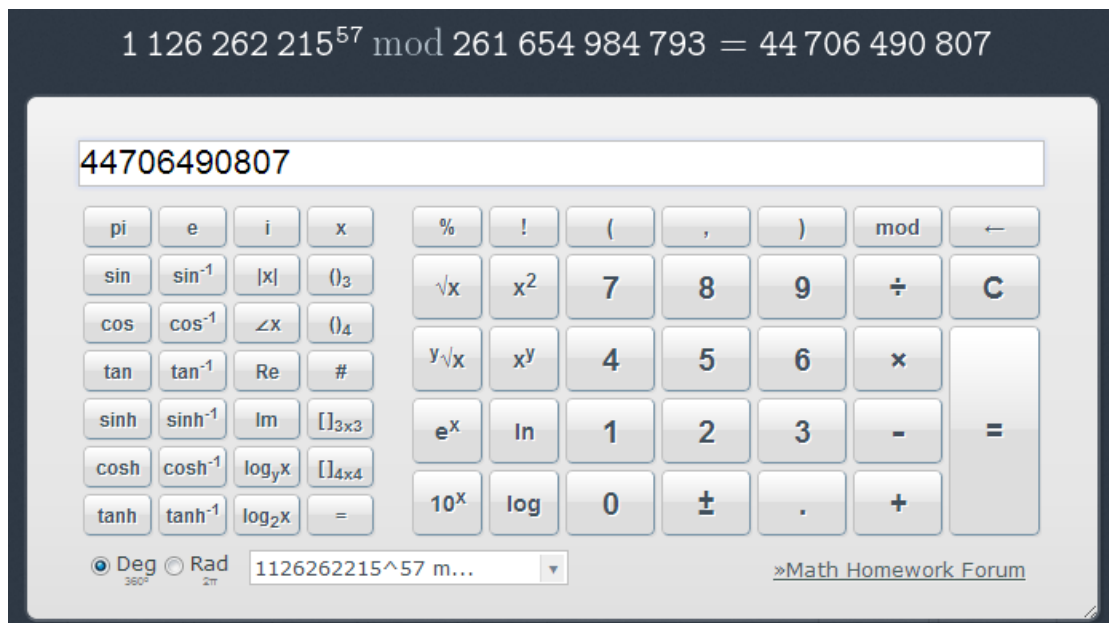 1 126 262 215⁵⁷ mod 261 654 984 793 = 44 706 490 807
44706490807
pi e i x % ! ( , ) mod ←
sin sin⁻¹ |x| ()₃ √x x² 7 8 9 ÷ C
cos cos⁻¹ ∠x ()₄
tan tan⁻¹ Re # ʸ√x xʸ 4 5 6 ×
sinh sinh⁻¹ Im []₃ₓ₃ eˣ ln 1 2 3 - =
cosh cosh⁻¹ logᵧx []₄ₓ₄
tanh tanh⁻¹ log₂x = 10ˣ log 0 ± . +
Deg Rad 1126262215^57 m... »Math Homework Forum
360º 2π